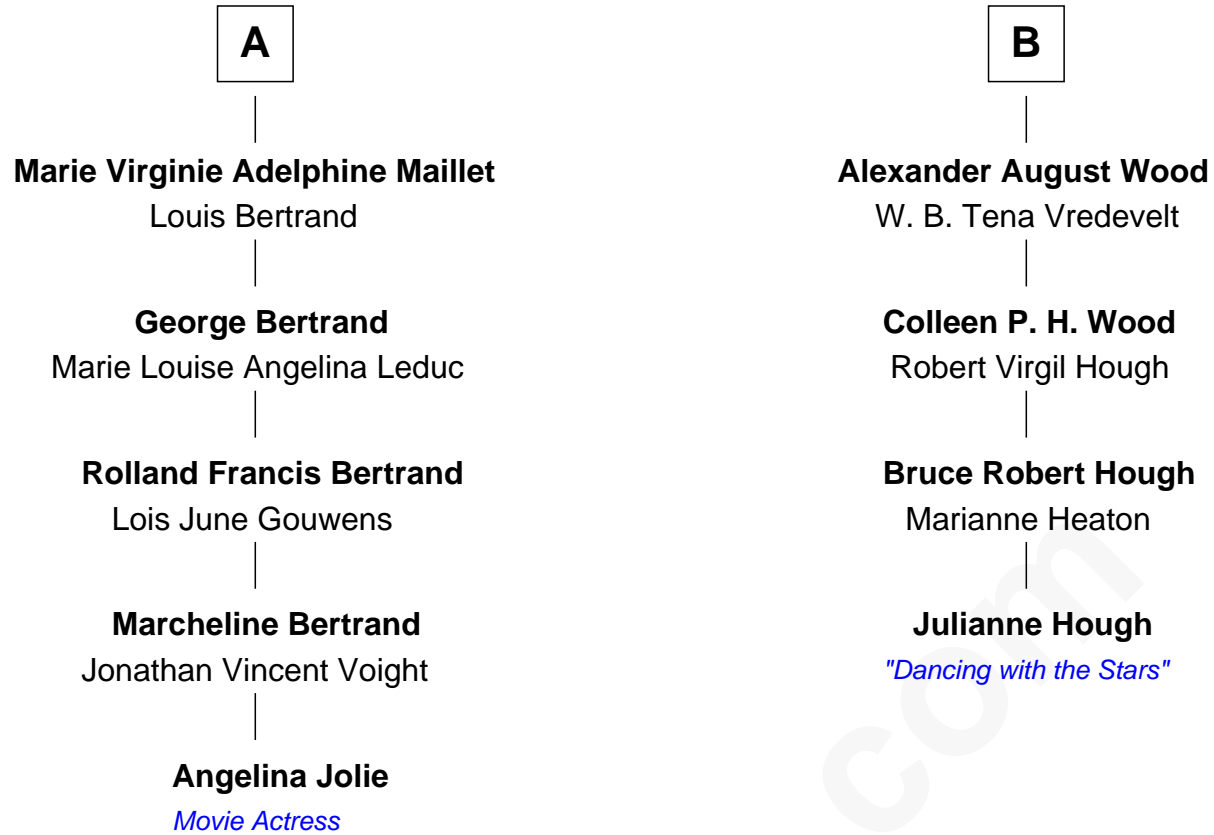 A
Marie Virginie Adelphine Maillet
Louis Bertrand
George Bertrand
Marie Louise Angelina Leduc
Rolland Francis Bertrand
Lois June Gouwens
Marcheline Bertrand
Jonathan Vincent Voight
Angelina Jolie
Movie Actress
B
Alexander August Wood
W. B. Tena Vredevelt
Colleen P. H. Wood
Robert Virgil Hough
Bruce Robert Hough
Marianne Heaton
Julianne Hough
"Dancing with the Stars"
com